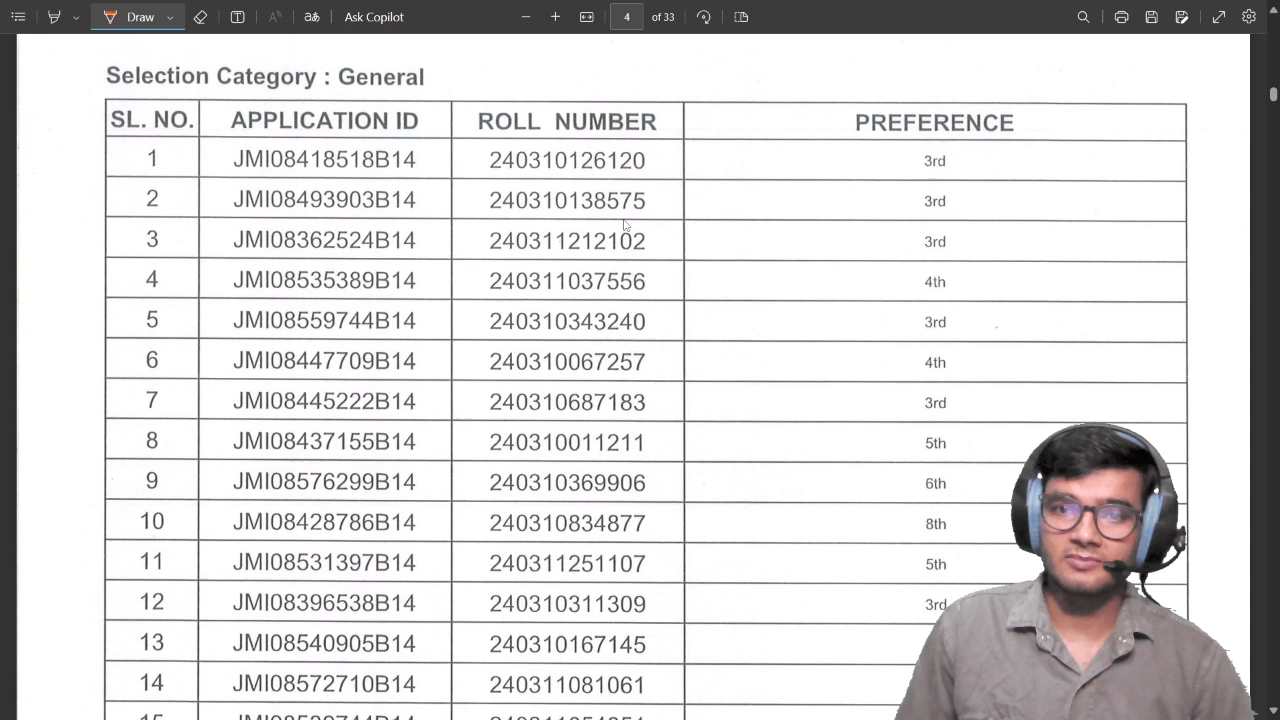 Draw
aあ
Ask Copilot
4 of 33
Selection Category : General
SL. NO. APPLICATION ID ROLL NUMBER PREFERENCE
1 JMI08418518B14 240310126120 3rd
2 JMI08493903B14 240310138575 3rd
3 JMI08362524B14 240311212102 3rd
4 JMI08535389B14 240311037556 4th
5 JMI08559744B14 240310343240 3rd
6 JMI08447709B14 240310067257 4th
7 JMI08445222B14 240310687183 3rd
8 JMI08437155B14 240310011211 5th
9 JMI08576299B14 240310369906 6th
10 JMI08428786B14 240310834877 8th
11 JMI08531397B14 240311251107 5th
12 JMI08396538B14 240310311309 3rd
13 JMI08540905B14 240310167145
14 JMI08572710B14 240311081061